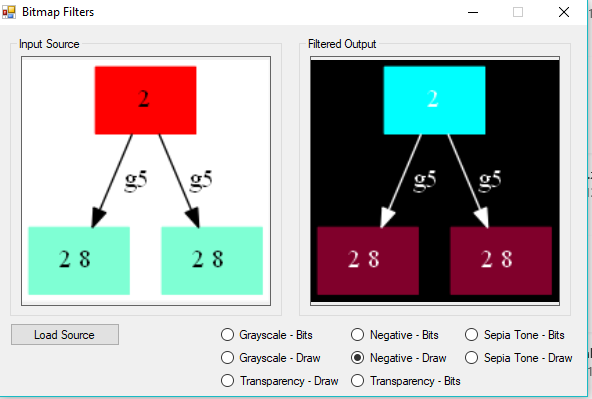 Bitmap Filters
Input Source
Filtered Output
2
g5 g5
2 8 2 8
2
g5 g5
2 8 2 8
Load Source
Grayscale - Bits Negative - Bits Sepia Tone - Bits
Grayscale - Draw Negative - Draw Sepia Tone - Draw
Transparency - Draw Transparency - Bits